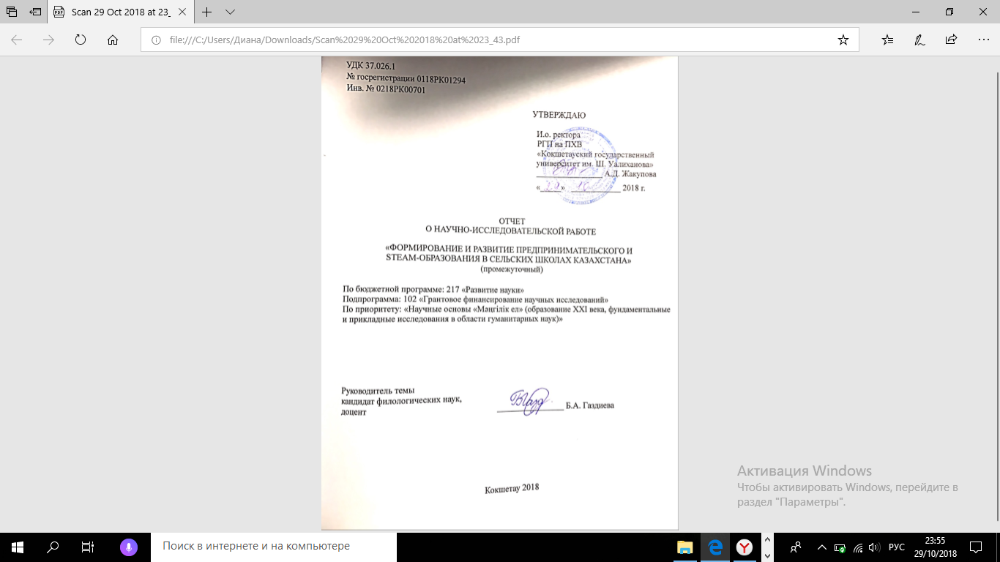 Scan 29 Oct 2018 at 23_
file:///C:/Users/Диана/Downloads/Scan%2029%20Oct%202018%20at%2023_43.pdf
УДК 37.026.1
№ госрегистрации 0118РК01294
Инв. № 0218РК00701
УТВЕРЖДАЮ
И.о. ректора
РГП на ПХВ
«Кокшетауский государственный
университет им. Ш. Уалиханова»
А.Д. Жакупова
« » 2018 г.
ОТЧЕТ
О НАУЧНО-ИССЛЕДОВАТЕЛЬСКОЙ РАБОТЕ
«ФОРМИРОВАНИЕ И РАЗВИТИЕ ПРЕДПРИНИМАТЕЛЬСКОГО И
STEAM-ОБРАЗОВАНИЯ В СЕЛЬСКИХ ШКОЛАХ КАЗАХСТАНА»
(промежуточный)
По бюджетной программе: 217 «Развитие науки»
Подпрограмма: 102 «Грантовое финансирование научных исследований»
По приоритету: «Научные основы «Мәңгілік ел» (образование XXI века, фундаментальные
и прикладные исследования в области гуманитарных наук)»
Руководитель темы
кандидат филологических наук,
доцент
Б.А. Газдиева
Кокшетау 2018
Активация Windows
Чтобы активировать Windows, перейдите в
раздел "Параметры".
Поиск в интернете и на компьютере
РУС
23:55
29/10/2018